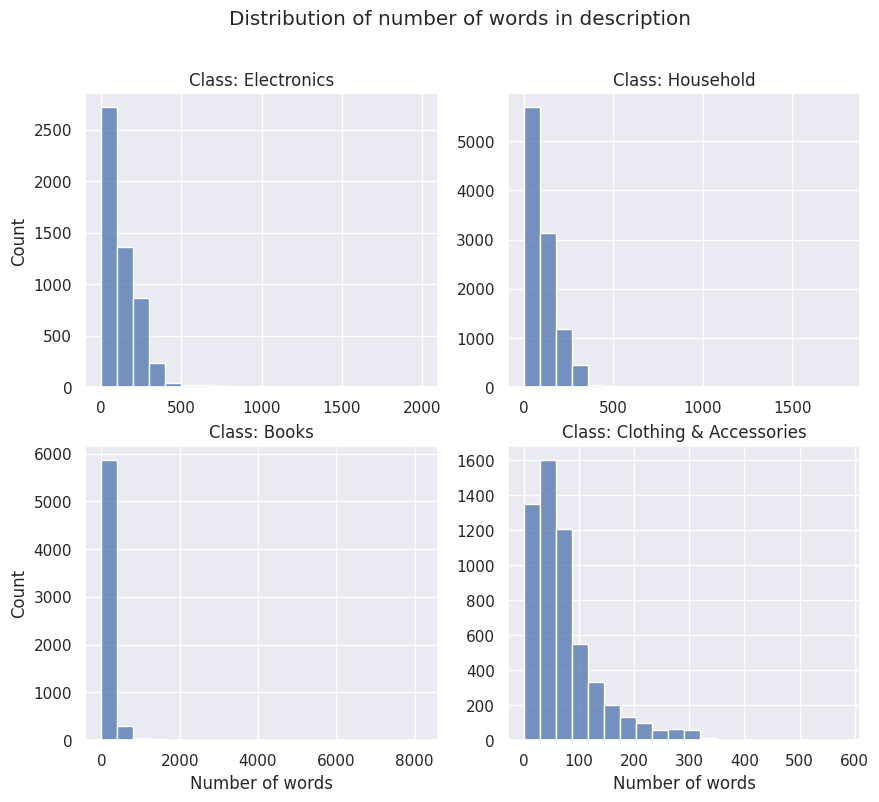 Distribution of number of words in description
Class: Electronics
Count
2500
2000
1500
1000
500
0
0 500 1000 1500 2000
Class: Household
5000
4000
3000
2000
1000
0
0 500 1000 1500
Class: Books
Count
6000
5000
4000
3000
2000
1000
0
0 2000 4000 6000 8000
Number of words
Class: Clothing & Accessories
1600
1400
1200
1000
800
600
400
200
0
0 100 200 300 400 500 600
Number of words